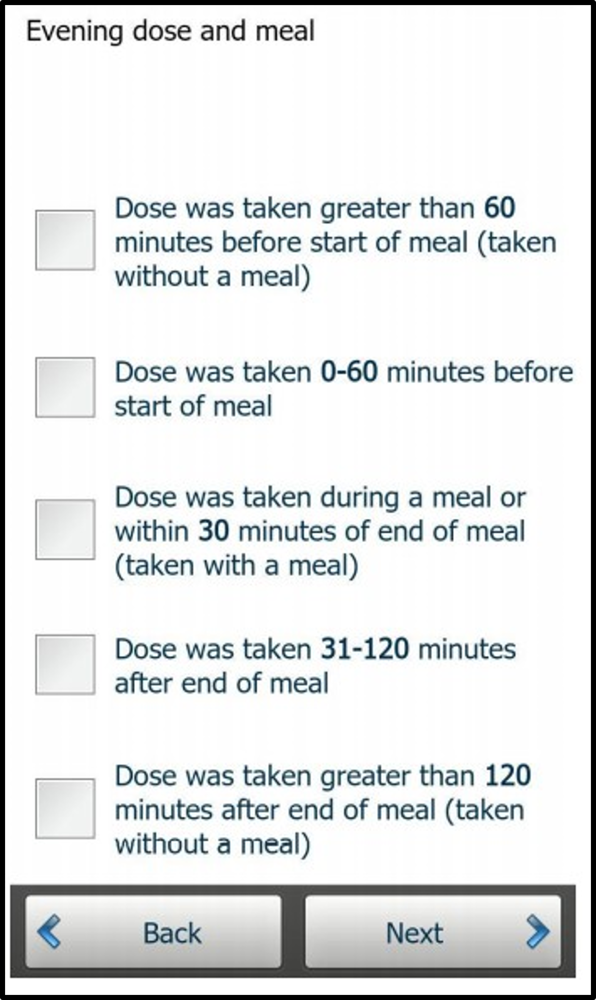 Evening dose and meal
Dose was taken greater than 60
minutes before start of meal (taken
without a meal)
Dose was taken 0-60 minutes before
start of meal
Dose was taken during a meal or
within 30 minutes of end of meal
(taken with a meal)
Dose was taken 31-120 minutes
after end of meal
Dose was taken greater than 120
minutes after end of meal (taken
without a meal)
Back
Next